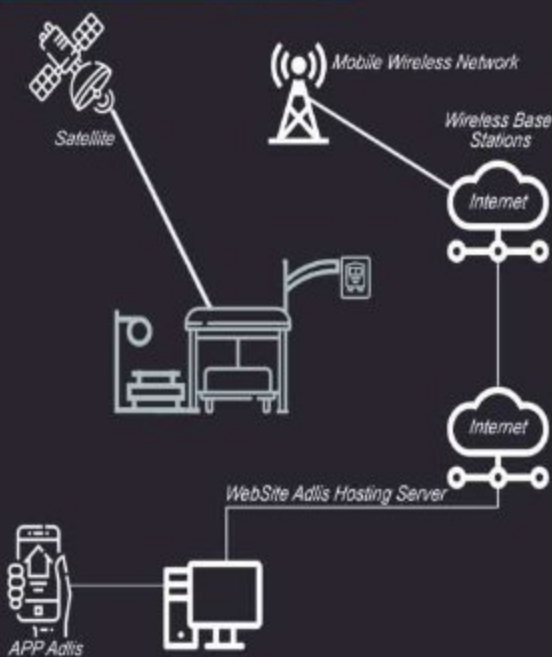 Mobile Wireless Network
Satellite
Wireless Base
Stations
Internet
Internet
WebSite Adlis Hosting Server
APP Adlis